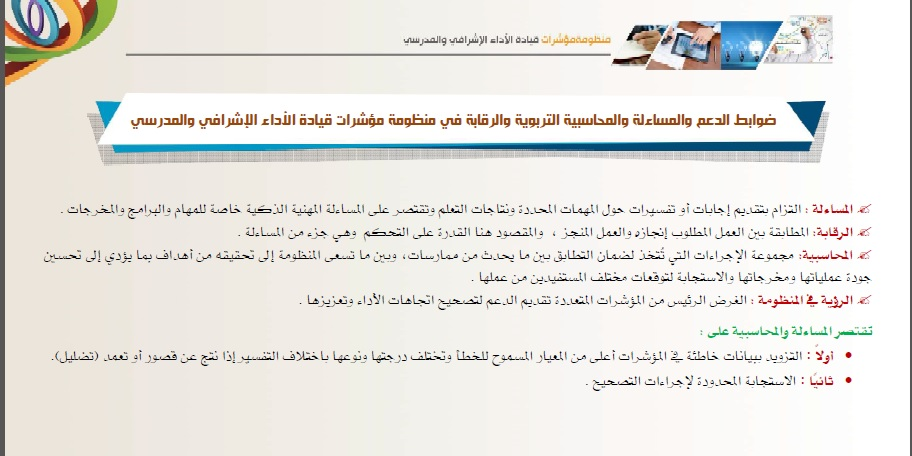 منظومة مؤشرات قيادة الأداء الإشرافي والمدرسي
ضوابط الدعم والمساءلة والمحاسبية التربوية والرقابة في منظومة مؤشرات قيادة الأداء الإشرافي والمدرسي
المساءلة : التزام بتقديم إجابات أو تفسيرات حول المهمات المحددة ونتاجات التعلم وتقتصر على المساءلة المهنية الذكية خاصة للمهام والبرامج والمخرجات .
الرقابة: المطابقة بين العمل المطلوب إنجازه والعمل المنجز ، والمقصود هنا القدرة على التحكم وهي جزء من المساءلة .
المحاسبية: مجموعة الإجراءات التي تُتخذ لضمان التطابق بين ما يحدث من ممارسات، وبين ما تسعى المنظومة إلى تحقيقه من أهداف بما يؤدي إلى تحسين
جودة عملياتها ومخرجاتها والاستجابة لتوقعات مختلف المستفيدين من عملها .
الرؤية في المنظومة : الغرض الرئيس من المؤشرات المتعددة تقديم الدعم لتصحيح اتجاهات الأداء وتعزيزها .
تقتصر المساءلة والمحاسبية على :
• أولاً : التزويد ببيانات خاطئة في المؤشرات أعلى من المعيار المسموح للخطأ وتختلف درجتها ونوعها باختلاف التفسير إذا نتج عن قصور أو تعمد (تضليل).
• ثانيًا : الاستجابة المحدودة لإجراءات التصحيح .